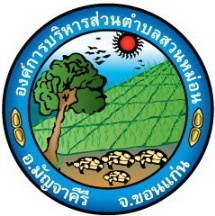 องค์การบริหารส่วนตำบลสวนหม่อน
อ.มัญจาคีรี
จ.ขอนแก่น